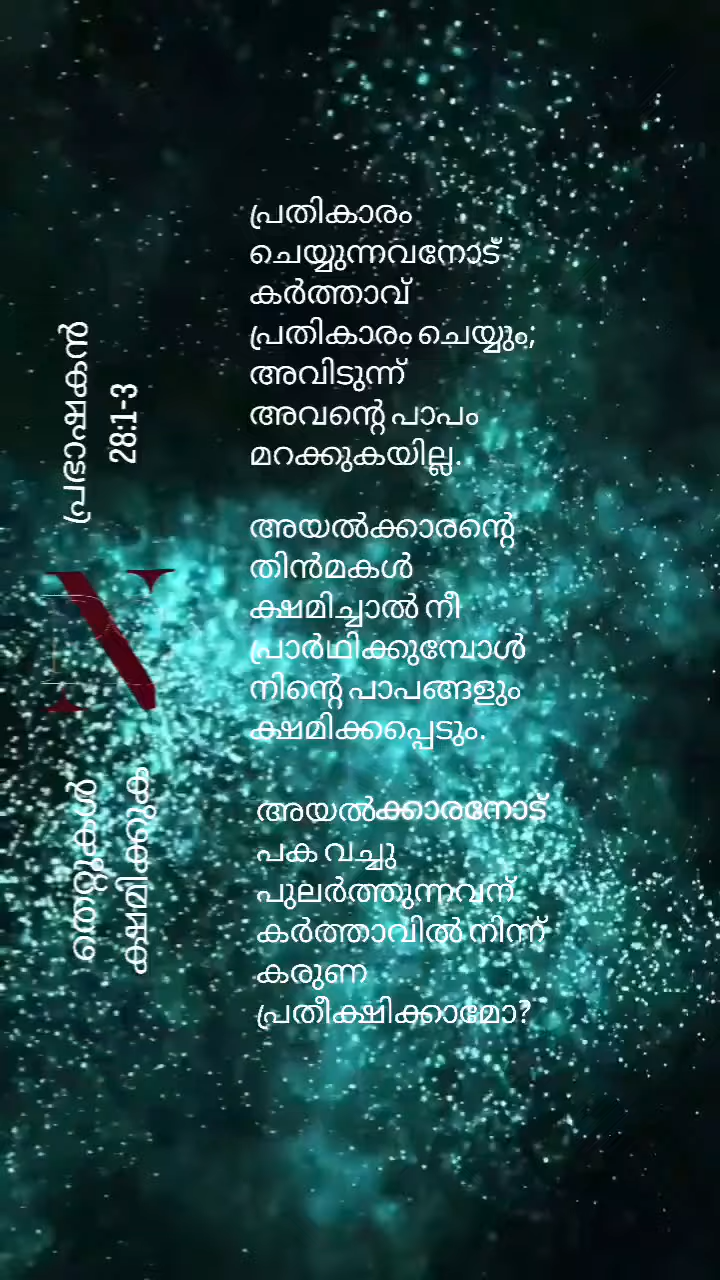 പ്രഭാഷകൻ
28:1-3
N
തെറ്റുകൾ
ക്ഷമിക്കുക
പ്രതികാരം
ചെയ്യുന്നവനോട്
കർത്താവ്
പ്രതികാരം ചെയ്യും;
അവിടുന്ന്
അവന്റെ പാപം
മറക്കുകയില്ല.
അയൽക്കാരന്റെ
തിൻമകൾ
ക്ഷമിച്ചാൽ നീ
പ്രാർഥിക്കുമ്പോൾ
നിന്റെ പാപങ്ങളും
ക്ഷമിക്കപ്പെടും.
അയൽക്കാരനോട്
പക വച്ചു
പുലർത്തുന്നവന്
കർത്താവിൽ നിന്ന്
കരുണ
പ്രതീക്ഷിക്കാമോ?